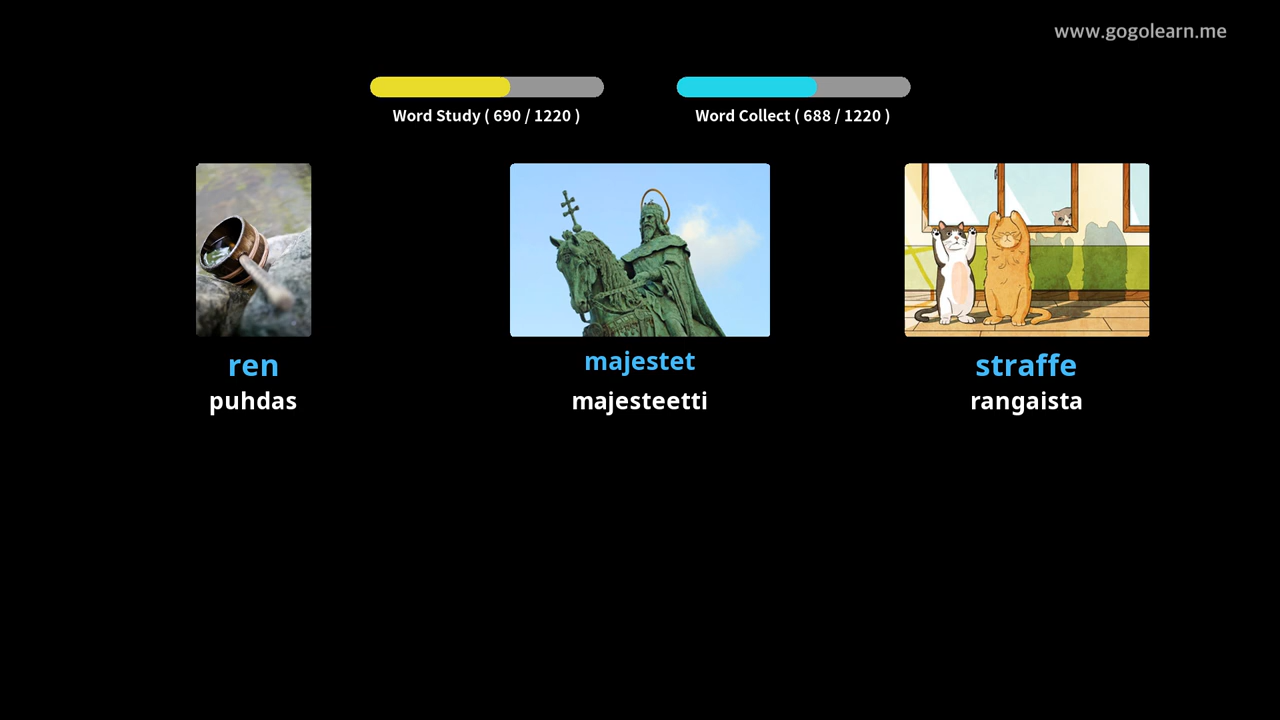 www.gogolearn.me
Word Study ( 690 / 1220 )
Word Collect ( 688 / 1220 )
ren
majestet
straffe
puhdas
majesteetti
rangaista